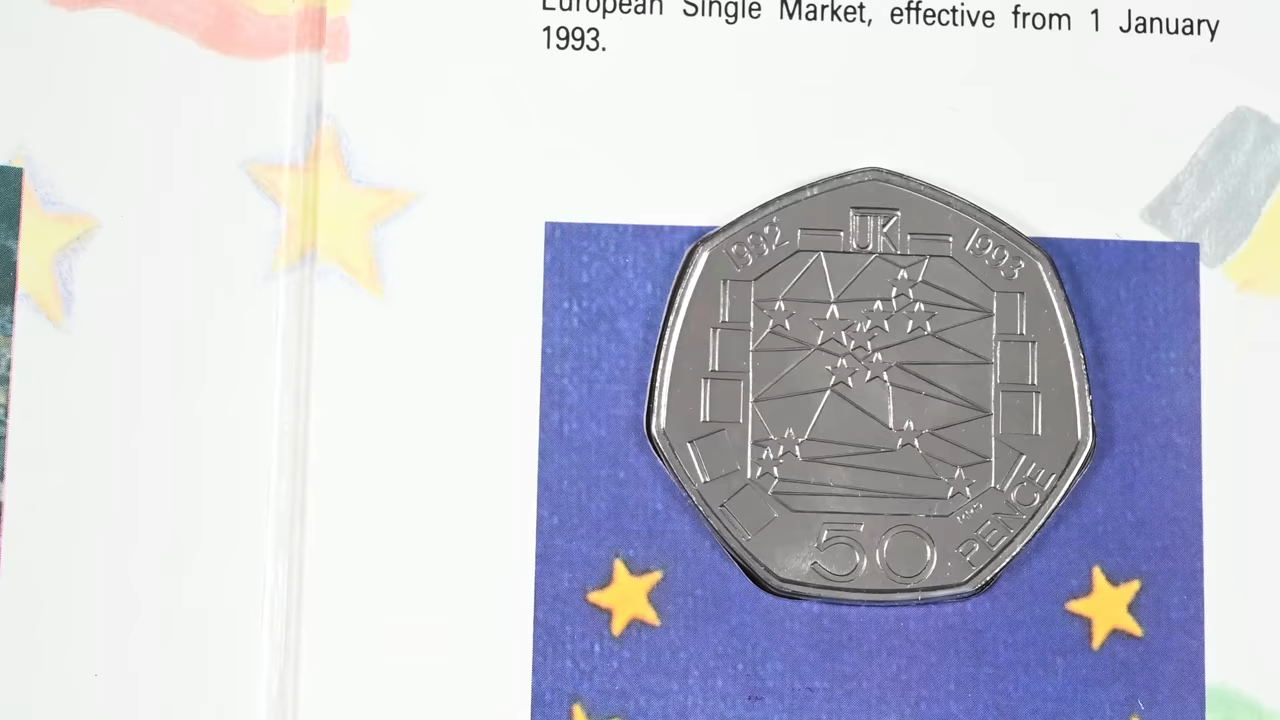 European Single Market, effective from 1 January
1993.
1992 UK 1993
50 PENCE